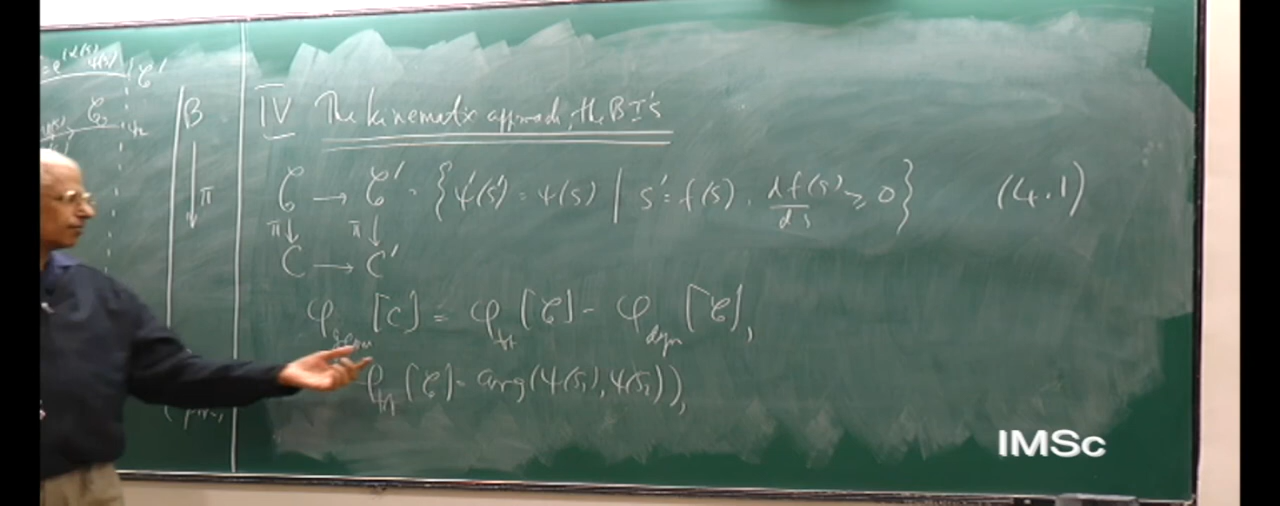 B
π
IV The kinematic approach, the BI's
𝒞 → 𝒞' = {ψ'(s') = ψ(s) | s' = f(s), df(s)/ds ≥ 0} (4.1)
π↓ π↓
C → C'
φ_geom [C] = φ_tot [𝒞] - φ_dyn [𝒞],
φ_tot [𝒞] = arg(ψ(s₁), ψ(s₂)),
IMSc